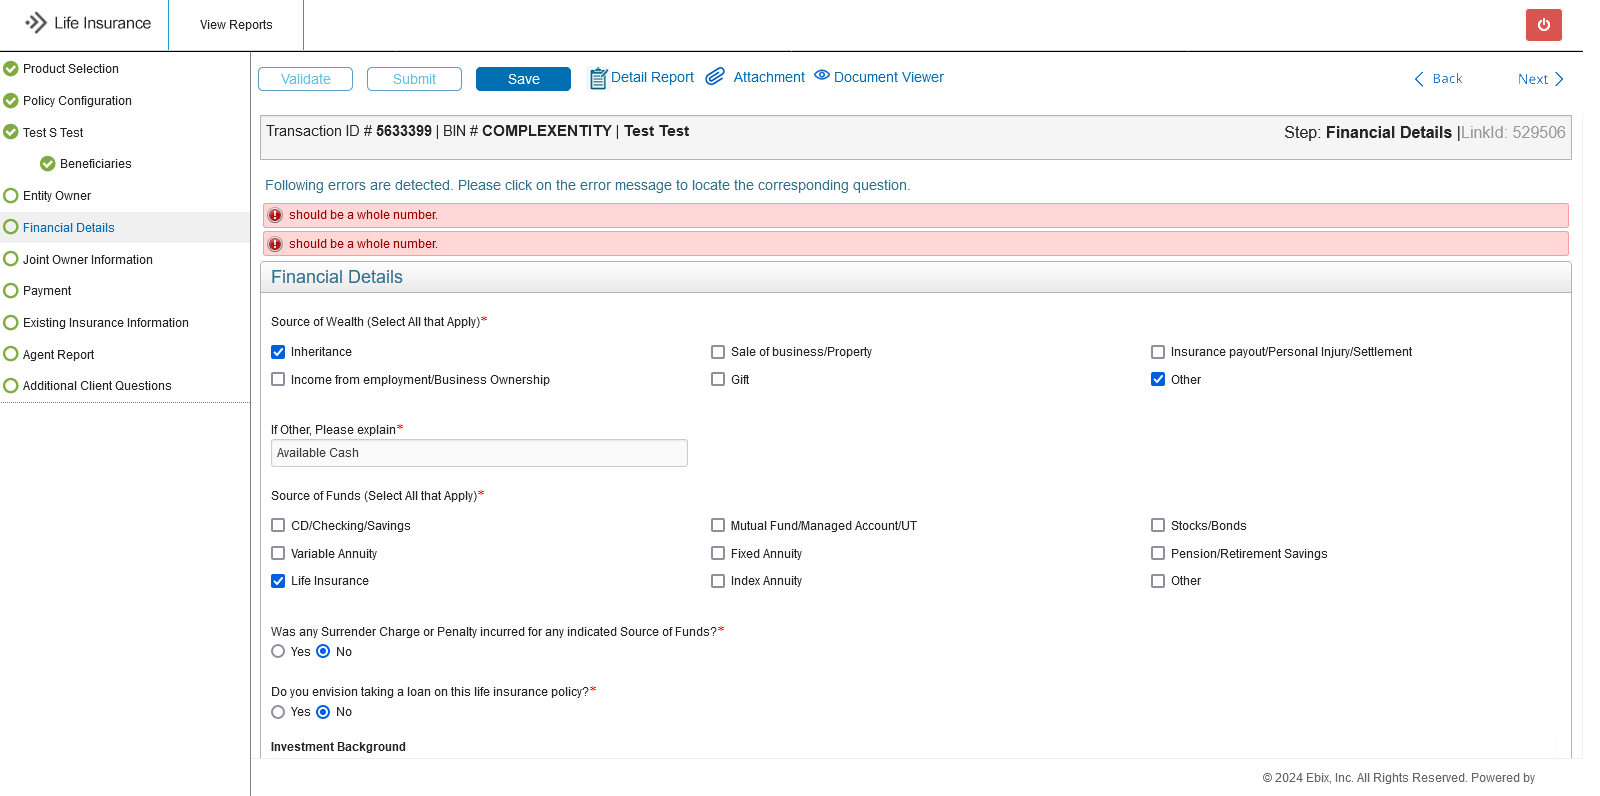 Life Insurance
View Reports
Product Selection
Policy Configuration
Test S Test
Beneficiaries
Entity Owner
Financial Details
Joint Owner Information
Payment
Existing Insurance Information
Agent Report
Additional Client Questions
Validate Submit Save Detail Report Attachment Document Viewer Back Next
Transaction ID # 5633399 | BIN # COMPLEXENTITY | Test Test
Step: Financial Details |LinkId: 529506
Following errors are detected. Please click on the error message to locate the corresponding question.
should be a whole number.
should be a whole number.
Financial Details
Source of Wealth (Select All that Apply)*
Inheritance Sale of business/Property Insurance payout/Personal Injury/Settlement
Income from employment/Business Ownership Gift Other
If Other, Please explain*
Available Cash
Source of Funds (Select All that Apply)*
CD/Checking/Savings Mutual Fund/Managed Account/UT Stocks/Bonds
Variable Annuity Fixed Annuity Pension/Retirement Savings
Life Insurance Index Annuity Other
Was any Surrender Charge or Penalty incurred for any indicated Source of Funds?*
Yes No
Do you envision taking a loan on this life insurance policy?*
Yes No
Investment Background
© 2024 Ebix, Inc. All Rights Reserved. Powered by